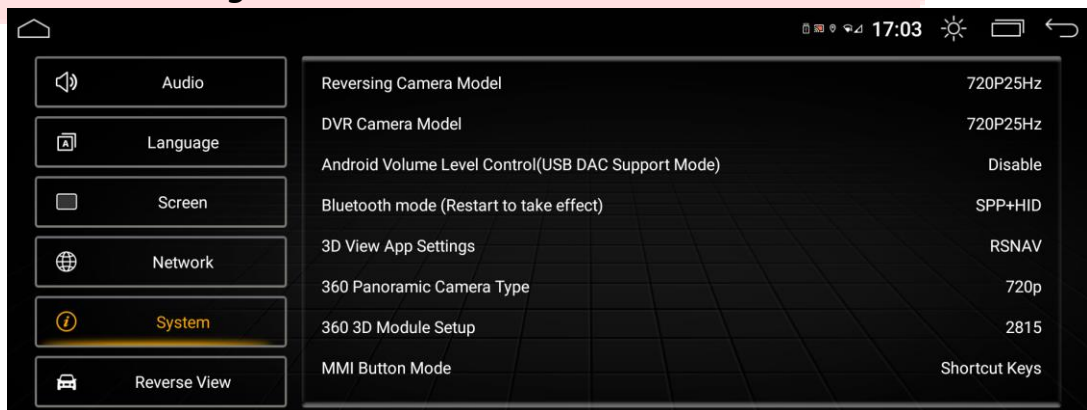 17:03
Audio
Language
Screen
Network
System
Reverse View
Reversing Camera Model 720P25Hz
DVR Camera Model 720P25Hz
Android Volume Level Control(USB DAC Support Mode) Disable
Bluetooth mode (Restart to take effect) SPP+HID
3D View App Settings RSNAV
360 Panoramic Camera Type 720p
360 3D Module Setup 2815
MMI Button Mode Shortcut Keys